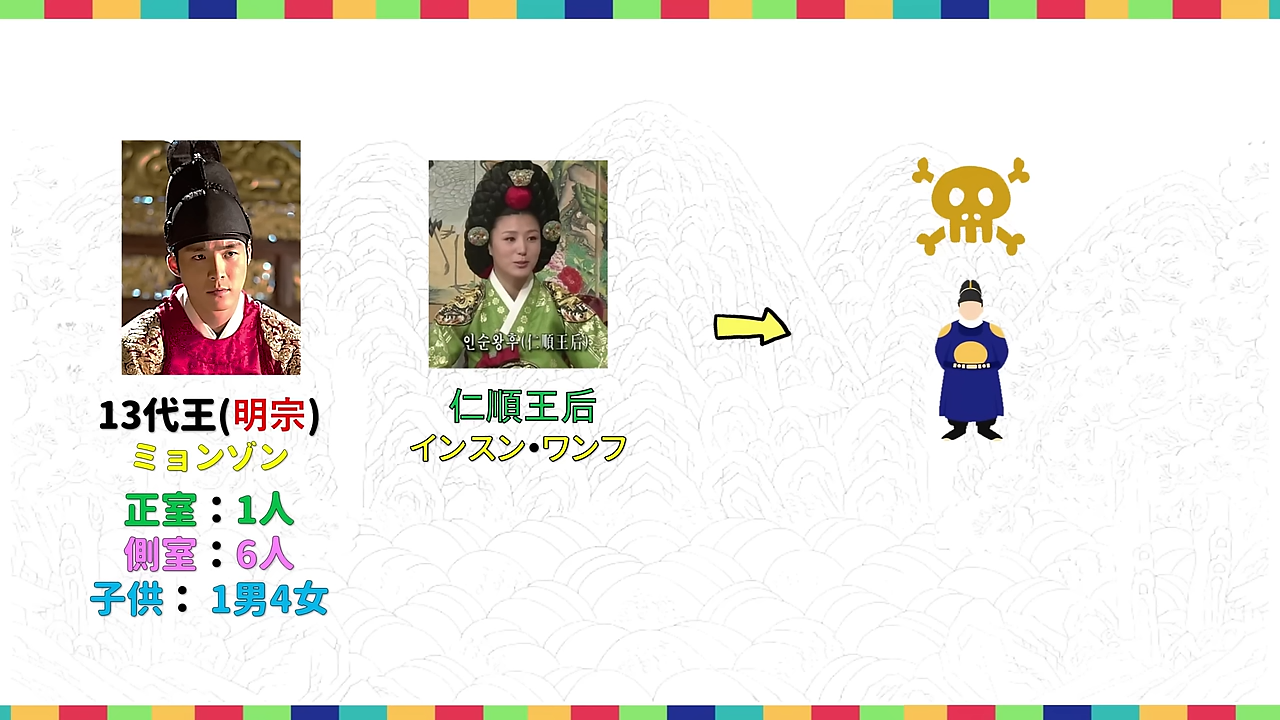 인순왕후(仁順王后)
13代王(明宗)
ミョンゾン
仁順王后
インスン・ワンフ
正室：1人
側室：6人
子供： 1男4女